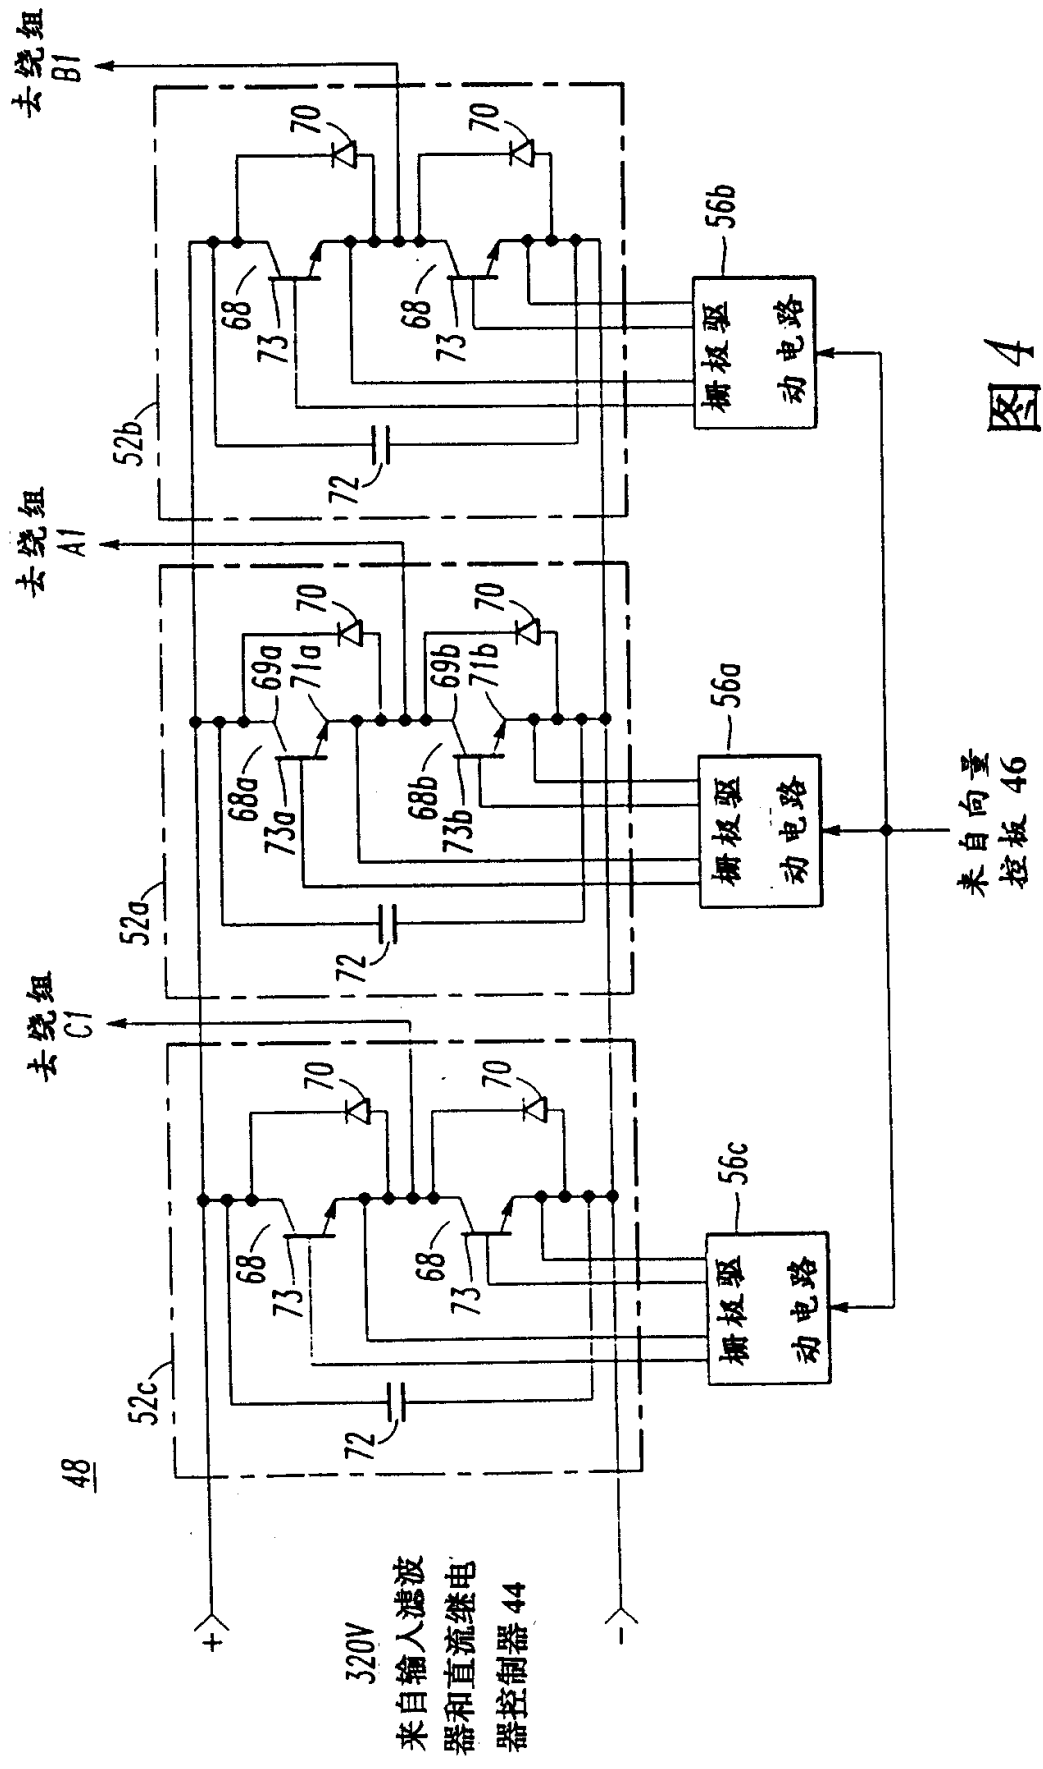 48
320V
来自输入滤波
器和直流继电
器控制器 44
+
-
去绕组
C1
52c
68
73
70
68
73
70
72
栅极驱
动电路
56c
去绕组
A1
52a
68a
69a
73a
71a
70
68b
69b
73b
71b
70
72
栅极驱
动电路
56a
去绕组
B1
52b
68
73
70
68
73
70
72
栅极驱
动电路
56b
来自向量
控板 46
图 4